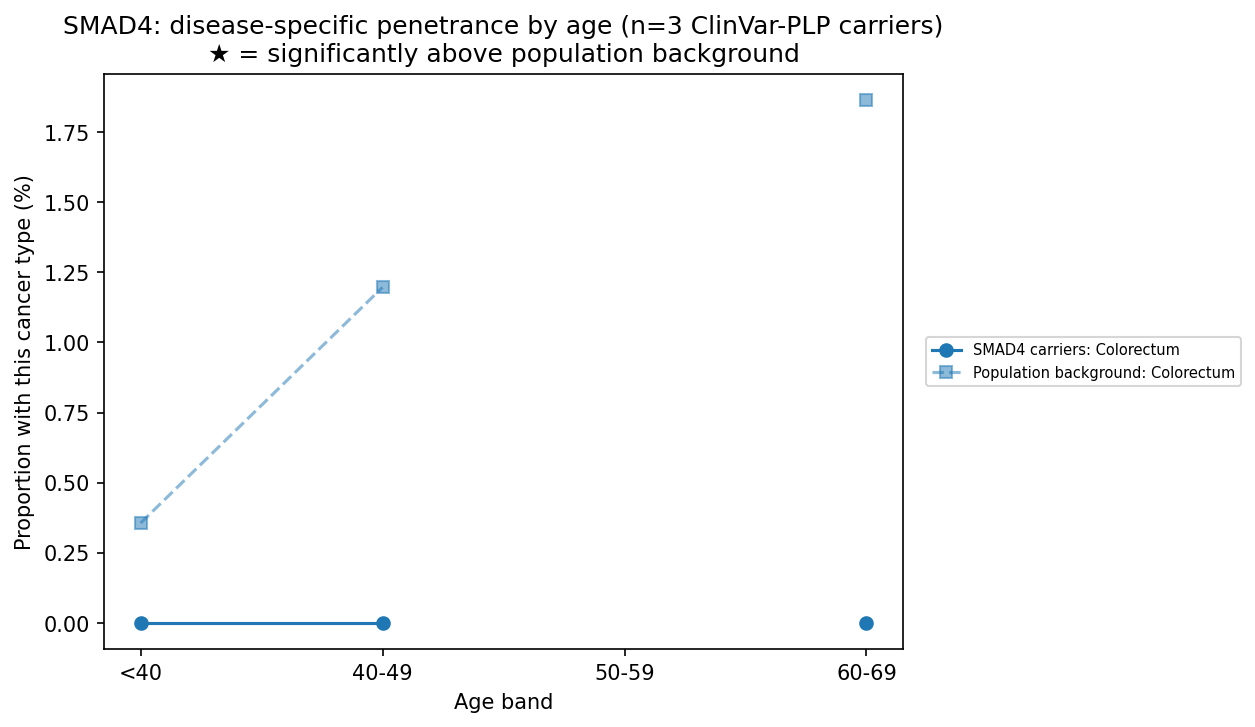 SMAD4: disease-specific penetrance by age (n=3 ClinVar-PLP carriers)
★ = significantly above population background
Proportion with this cancer type (%)
1.75
1.50
1.25
1.00
0.75
0.50
0.25
0.00
<40
40-49
50-59
60-69
Age band
SMAD4 carriers: Colorectum
Population background: Colorectum